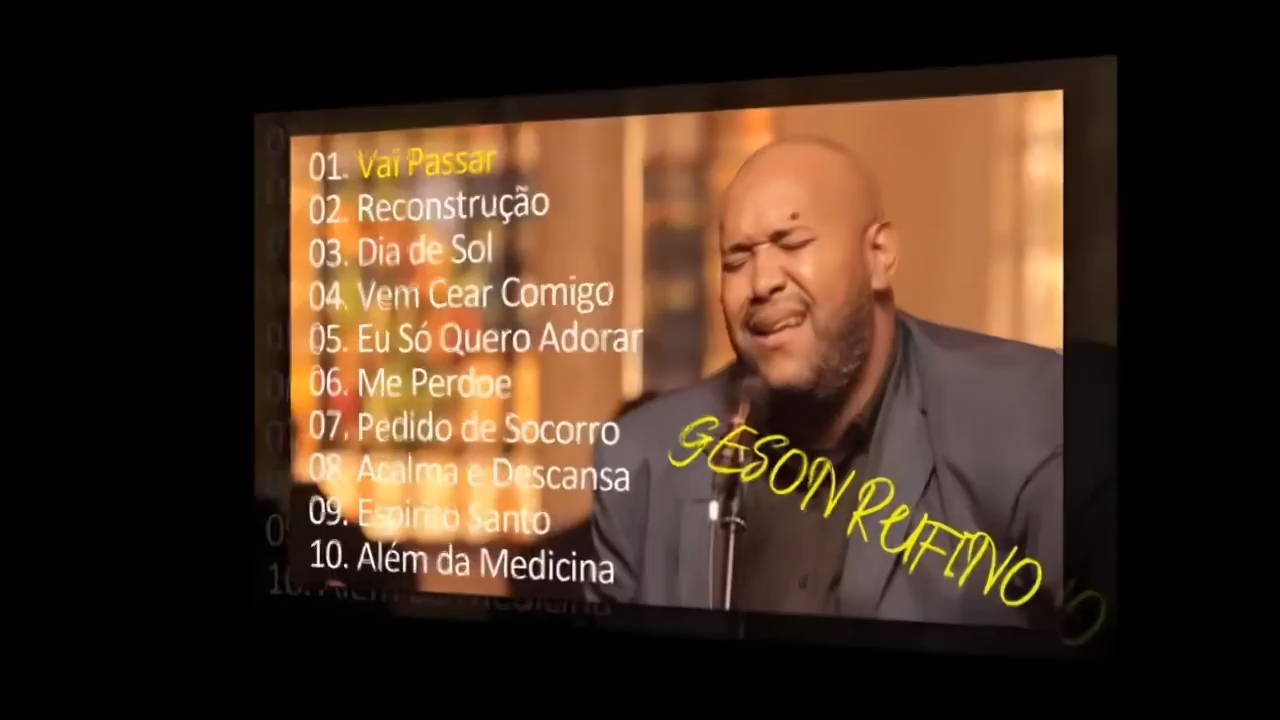 01. Vai Passar
02. Reconstrução
03. Dia de Sol
04. Vem Cear Comigo
05. Eu Só Quero Adorar
06. Me Perdoe
07. Pedido de Socorro
08. Acalma e Descansa
09. Espírito Santo
10. Além da Medicina
GESON RUFINO